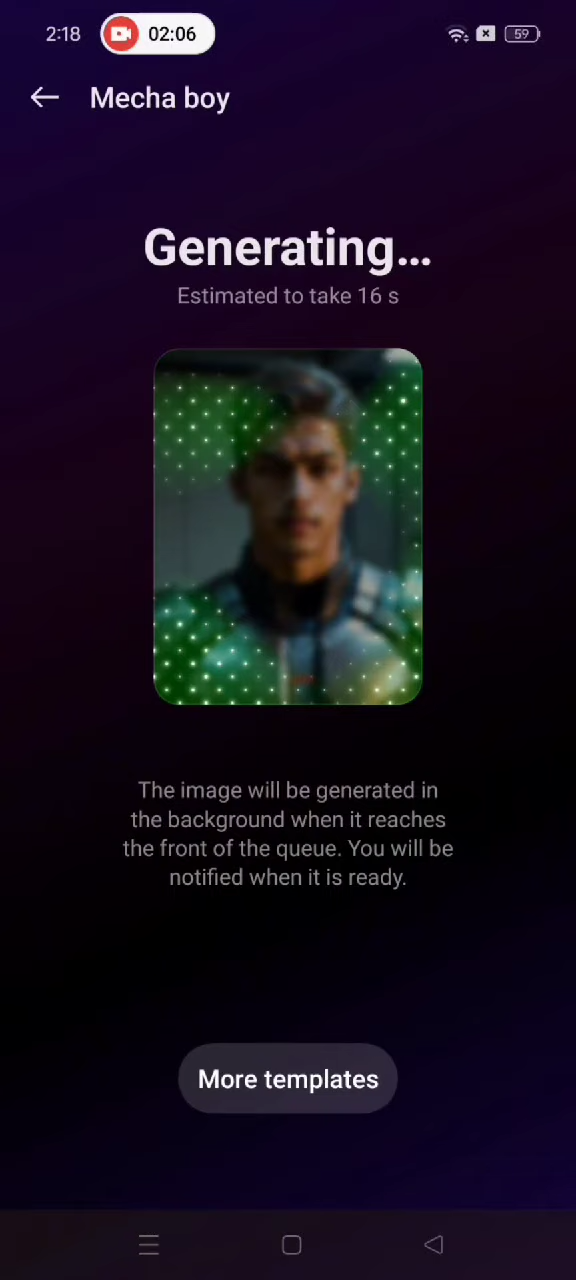 2:18
02:06
59
Mecha boy
Generating...
Estimated to take 16 s
The image will be generated in
the background when it reaches
the front of the queue. You will be
notified when it is ready.
More templates